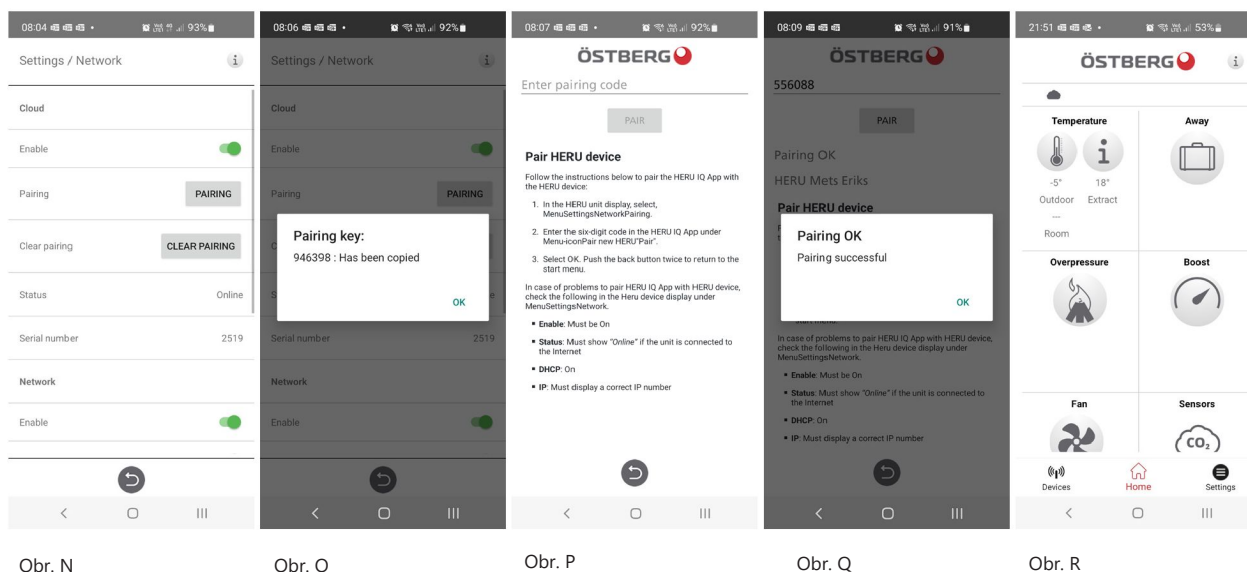 08:04
93%
Settings / Network
i
Cloud
Enable
Pairing
PAIRING
Clear pairing
CLEAR PAIRING
Status
Online
Serial number
2519
Network
Enable
Obr. N
08:06
92%
Settings / Network
i
Cloud
Enable
Pairing
PAIRING
Pairing key:
946398 : Has been copied
OK
Serial number
2519
Network
Enable
Obr. O
08:07
92%
ÖSTBERG
Enter pairing code
PAIR
Pair HERU device
Follow the instructions below to pair the HERU IQ App with
the HERU device:
1. In the HERU unit display, select,
MenuSettingsNetworkPairing.
2. Enter the six-digit code in the HERU IQ App under
Menu-iconPair new HERU"Pair".
3. Select OK. Push the back button twice to return to the
start menu.
In case of problems to pair HERU IQ App with HERU device,
check the following in the Heru device display under
MenuSettingsNetwork.
▪ Enable: Must be On
▪ Status: Must show "Online" if the unit is connected to
the Internet
▪ DHCP: On
▪ IP: Must display a correct IP number
Obr. P
08:09
91%
ÖSTBERG
556088
PAIR
Pairing OK
HERU Mets Eriks
Pair HERU device
Pairing OK
Pairing successful
OK
In case of problems to pair HERU IQ App with HERU device,
check the following in the Heru device display under
MenuSettingsNetwork.
▪ Enable: Must be On
▪ Status: Must show "Online" if the unit is connected to
the Internet
▪ DHCP: On
▪ IP: Must display a correct IP number
Obr. Q
21:51
53%
ÖSTBERG
i
Temperature
Away
i
-5° 18°
Outdoor Extract
---
Room
Overpressure
Boost
Fan
Sensors
CO₂
Devices
Home
Settings
Obr. R